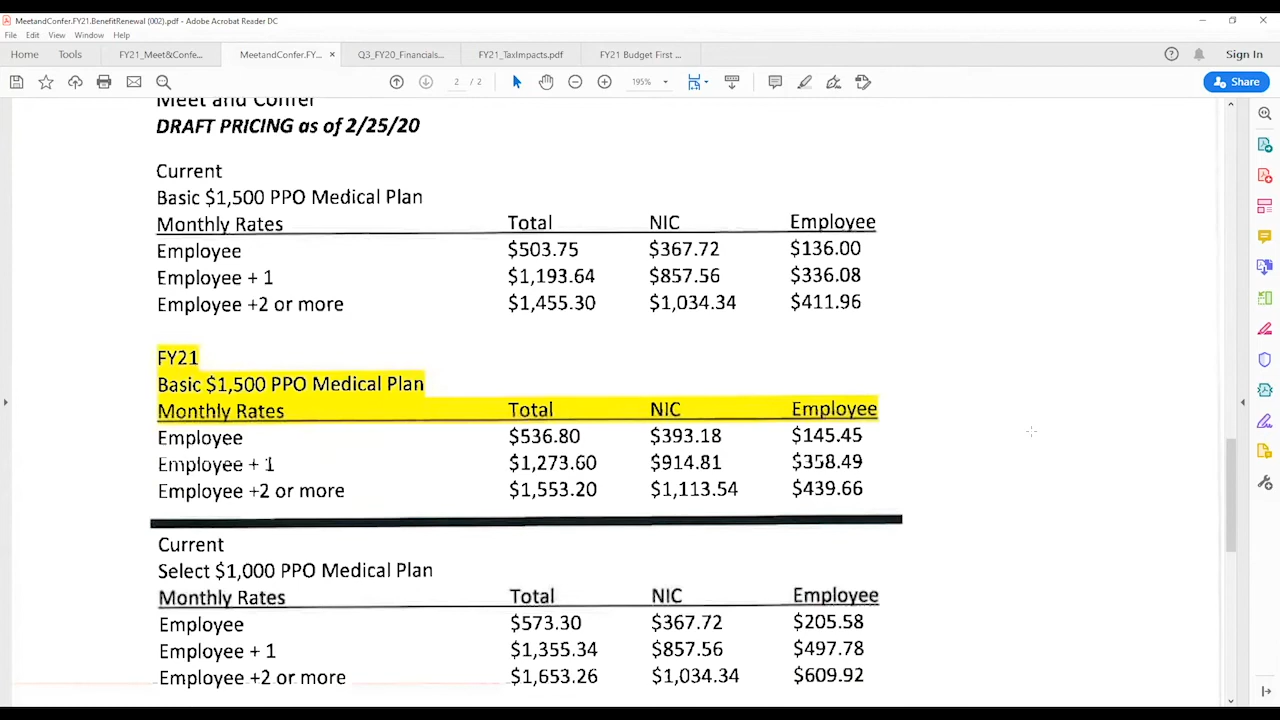 MeetandConfer.FY21.BenefitRenewal (002).pdf - Adobe Acrobat Reader DC
File Edit View Window Help
Home Tools FY21_Meet&Confe... MeetandConfer.FY... × Q3_FY20_Financials... FY21_TaxImpacts.pdf FY21 Budget First ... Sign In
2 / 2 195% Share
Meet and Confer
DRAFT PRICING as of 2/25/20
Current
Basic $1,500 PPO Medical Plan
Monthly Rates Total NIC Employee
Employee $503.75 $367.72 $136.00
Employee + 1 $1,193.64 $857.56 $336.08
Employee +2 or more $1,455.30 $1,034.34 $411.96
FY21
Basic $1,500 PPO Medical Plan
Monthly Rates Total NIC Employee
Employee $536.80 $393.18 $145.45
Employee + 1 $1,273.60 $914.81 $358.49
Employee +2 or more $1,553.20 $1,113.54 $439.66
Current
Select $1,000 PPO Medical Plan
Monthly Rates Total NIC Employee
Employee $573.30 $367.72 $205.58
Employee + 1 $1,355.34 $857.56 $497.78
Employee +2 or more $1,653.26 $1,034.34 $609.92